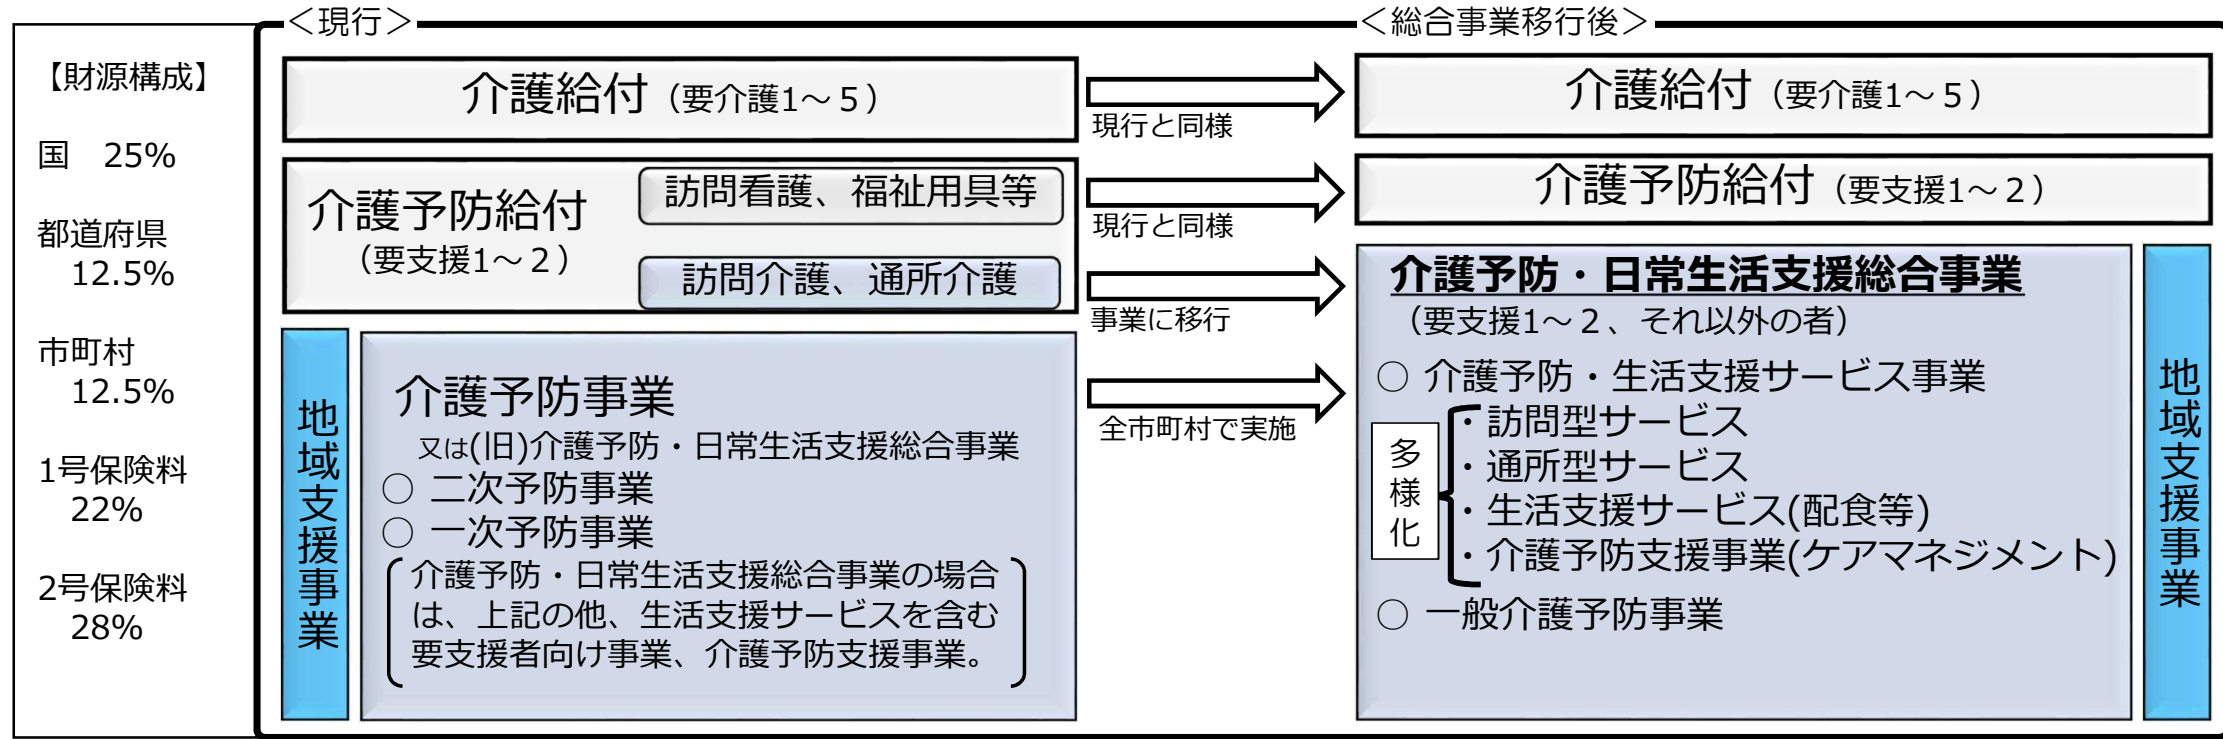 【財源構成】
国　25%
都道府県
12.5%
市町村
12.5%
1号保険料
22%
2号保険料
28%
＜現行＞
介護給付（要介護1～５）
介護予防給付
（要支援1～２）
訪問看護、福祉用具等
訪問介護、通所介護
地域支援事業
介護予防事業
又は(旧)介護予防・日常生活支援総合事業
○ 二次予防事業
○ 一次予防事業
介護予防・日常生活支援総合事業の場合
は、上記の他、生活支援サービスを含む
要支援者向け事業、介護予防支援事業。
現行と同様
現行と同様
事業に移行
全市町村で実施
＜総合事業移行後＞
介護給付（要介護1～５）
介護予防給付（要支援1～２）
介護予防・日常生活支援総合事業
（要支援1～２、それ以外の者）
○ 介護予防・生活支援サービス事業
多様化
・訪問型サービス
・通所型サービス
・生活支援サービス(配食等)
・介護予防支援事業(ケアマネジメント)
○ 一般介護予防事業
地域支援事業